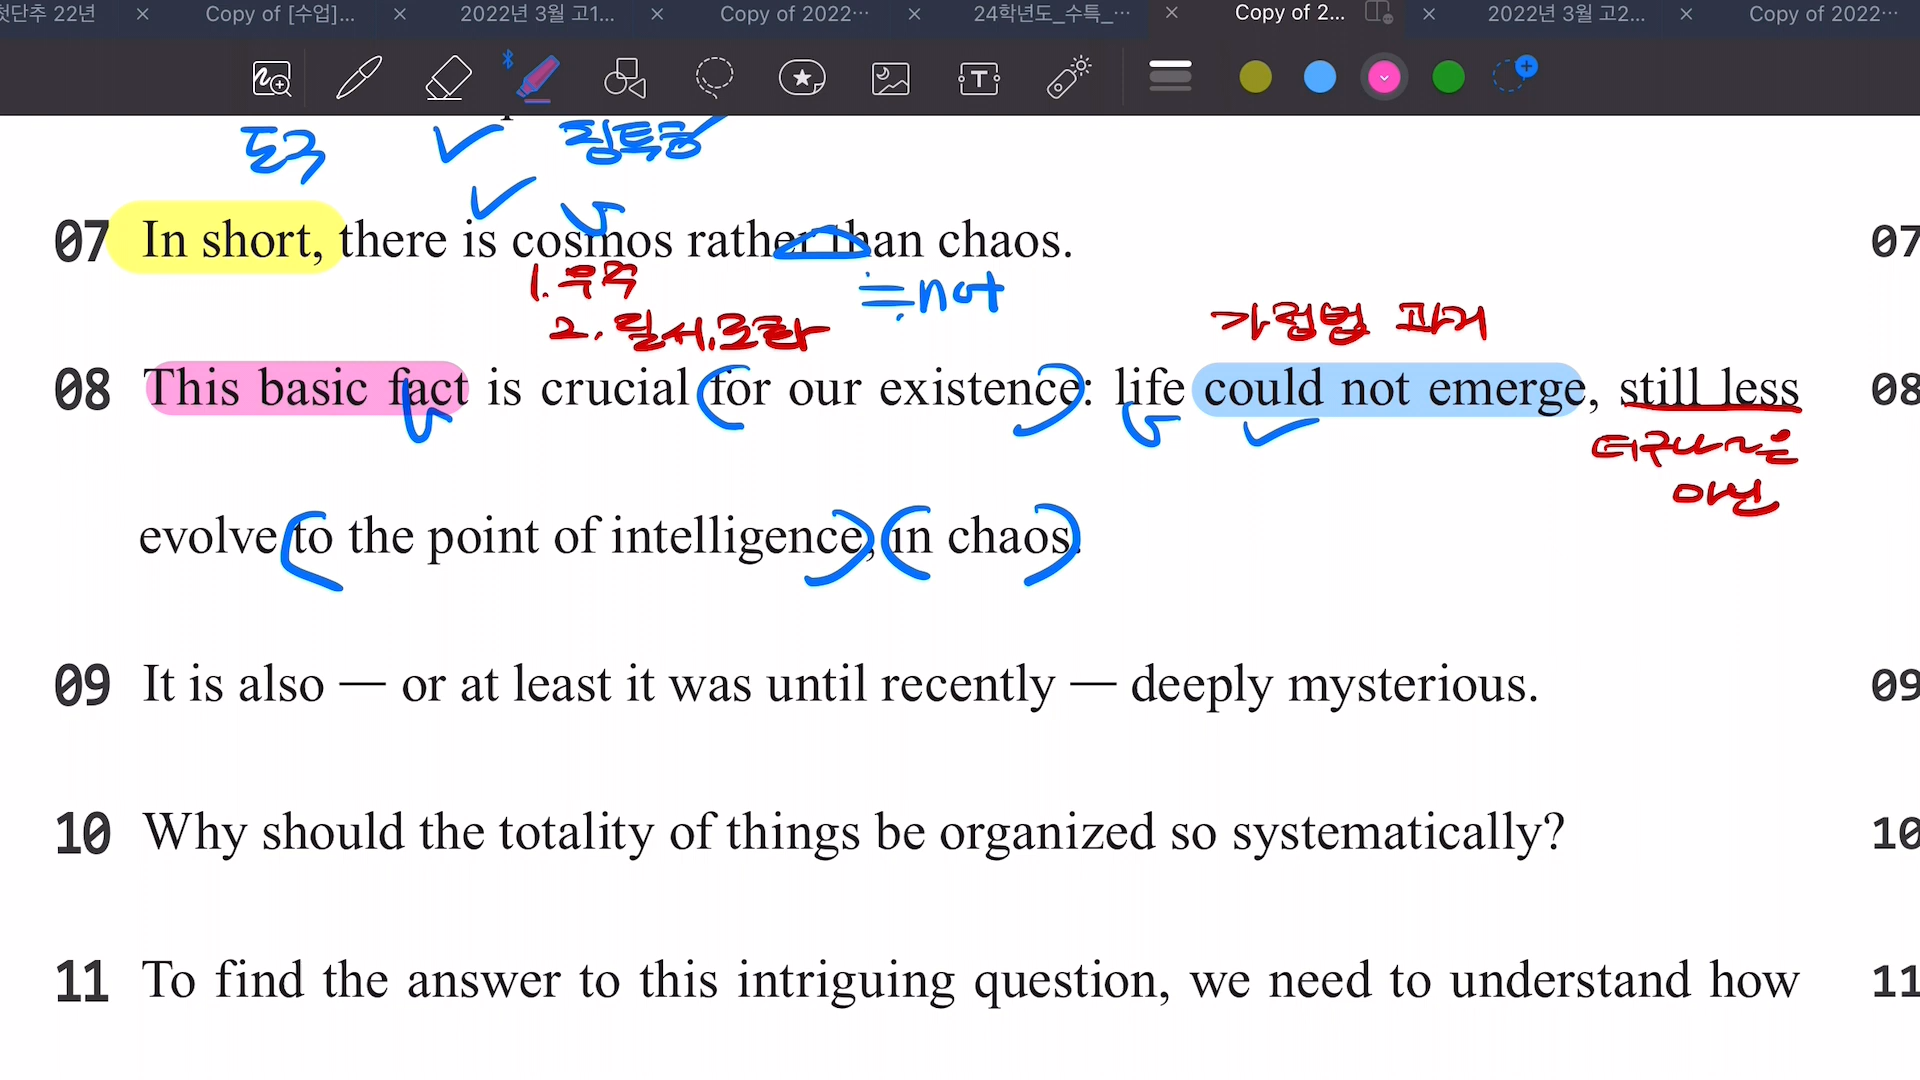 첫단추 22년 Copy of [수업]... 2022년 3월 고1... Copy of 2022··· 24학년도_수특_··· Copy of 2... 2022년 3월 고2... Copy of 2022···
도구
07 In short, there is cosmos rather than chaos. 07
1. 우주 ≒not
2. 질서, 조화 가정법 과거
08 This basic fact is crucial for our existence: life could not emerge, still less 08
더구나 ~은
아닌
evolve to the point of intelligence, in chaos.
09 It is also — or at least it was until recently — deeply mysterious. 09
10 Why should the totality of things be organized so systematically? 10
11 To find the answer to this intriguing question, we need to understand how 11